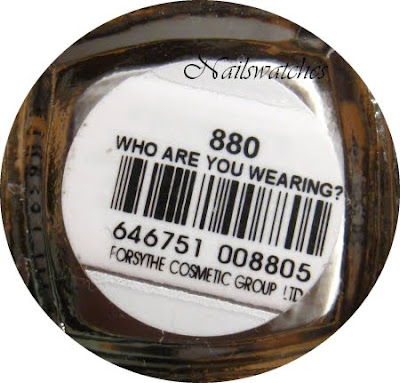 Nailswatches
880
WHO ARE YOU WEARING?
646751 008805
FORSYTHE COSMETIC GROUP LTD